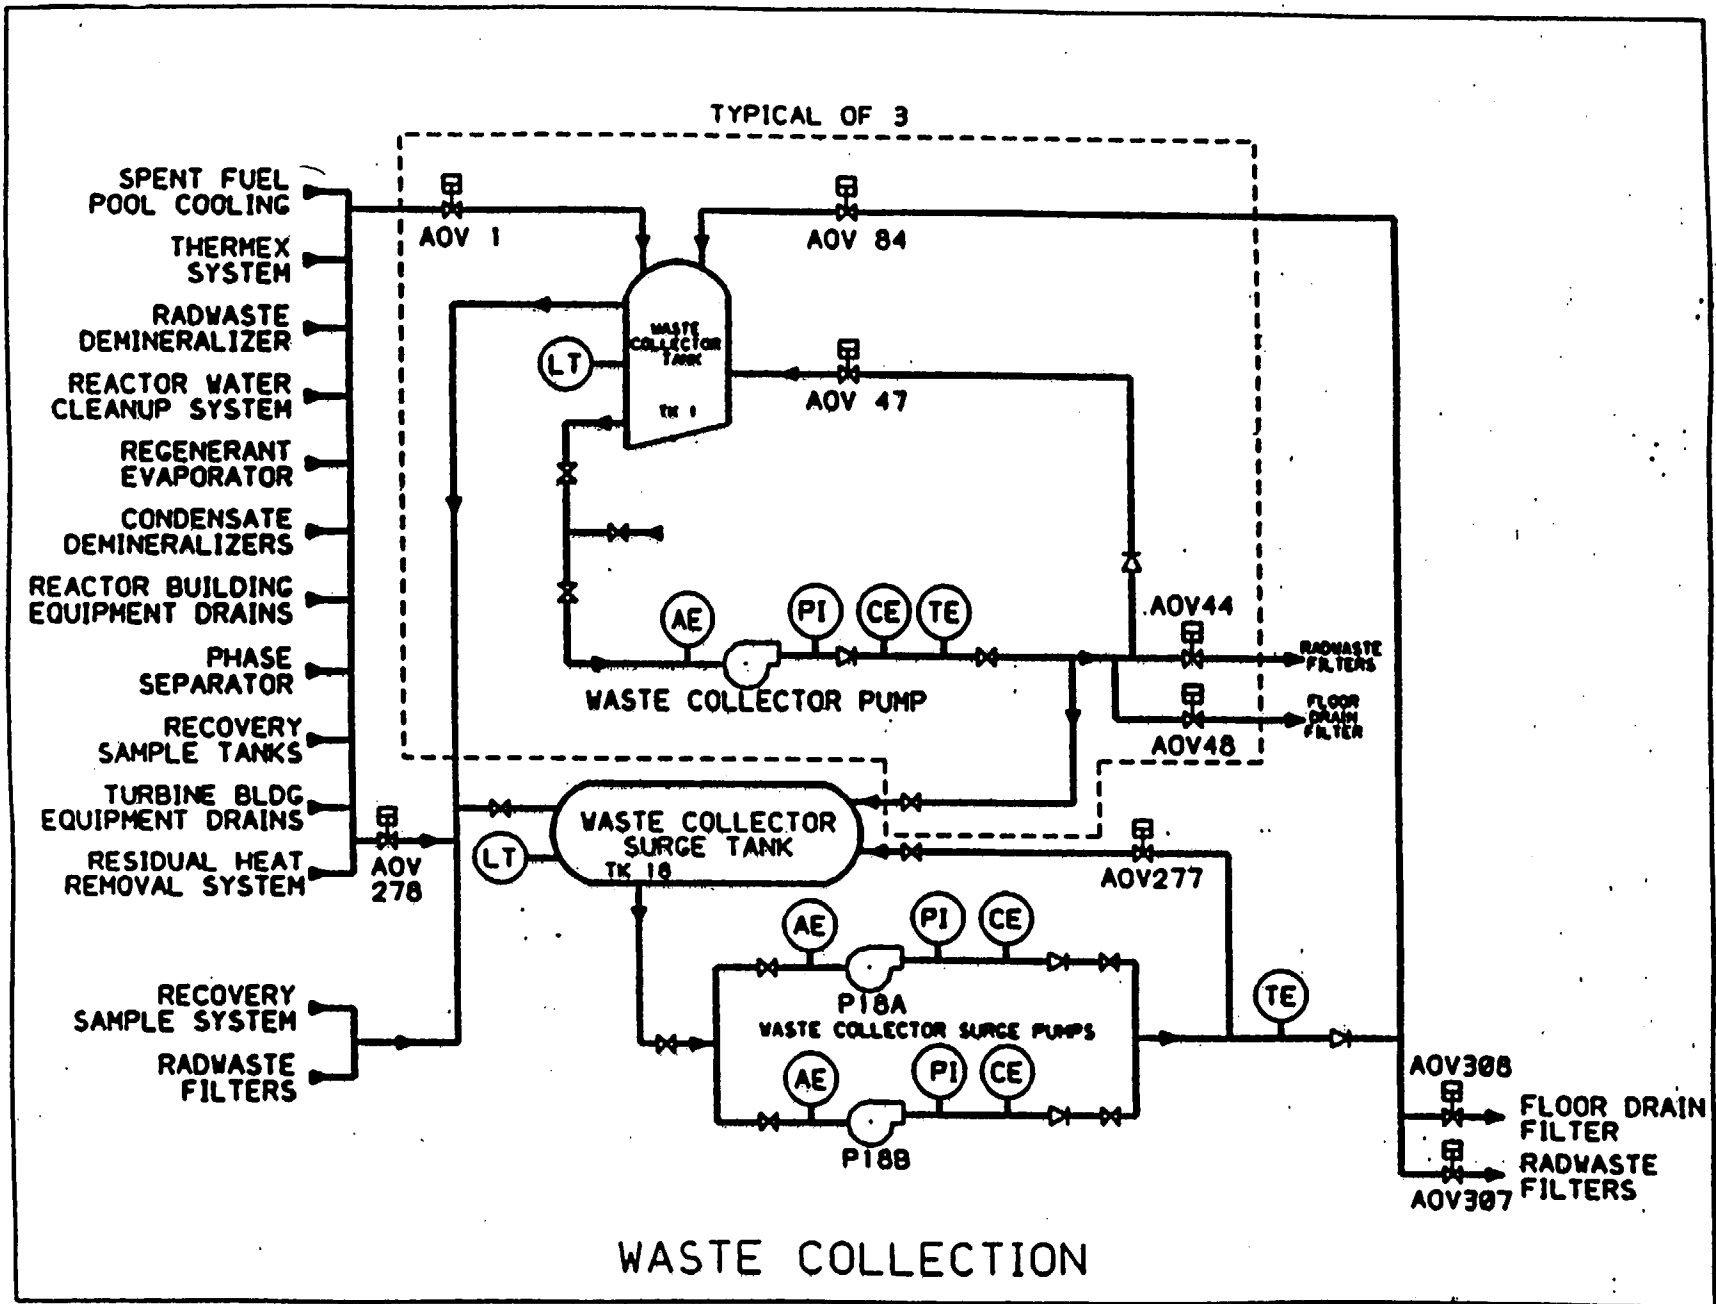 TYPICAL OF 3
SPENT FUEL
POOL COOLING
THERMEX
SYSTEM
RADWASTE
DEMINERALIZER
REACTOR WATER
CLEANUP SYSTEM
REGENERANT
EVAPORATOR
CONDENSATE
DEMINERALIZERS
REACTOR BUILDING
EQUIPMENT DRAINS
PHASE
SEPARATOR
RECOVERY
SAMPLE TANKS
TURBINE BLDG
EQUIPMENT DRAINS
RESIDUAL HEAT
REMOVAL SYSTEM
RECOVERY
SAMPLE SYSTEM
RADWASTE
FILTERS
AOV 1
AOV 84
WASTE
COLLECTOR
TANK
TK 1
LT
AOV 47
AE
PI
CE
TE
WASTE COLLECTOR PUMP
AOV44
RADWASTE
FILTERS
AOV48
FLOOR
DRAIN
FILTER
AOV
278
LT
WASTE COLLECTOR
SURGE TANK
TK 18
AOV277
AE
PI
CE
P18A
WASTE COLLECTOR SURGE PUMPS
AE
PI
CE
P18B
TE
AOV308
FLOOR DRAIN
FILTER
AOV307
RADWASTE
FILTERS
WASTE COLLECTION